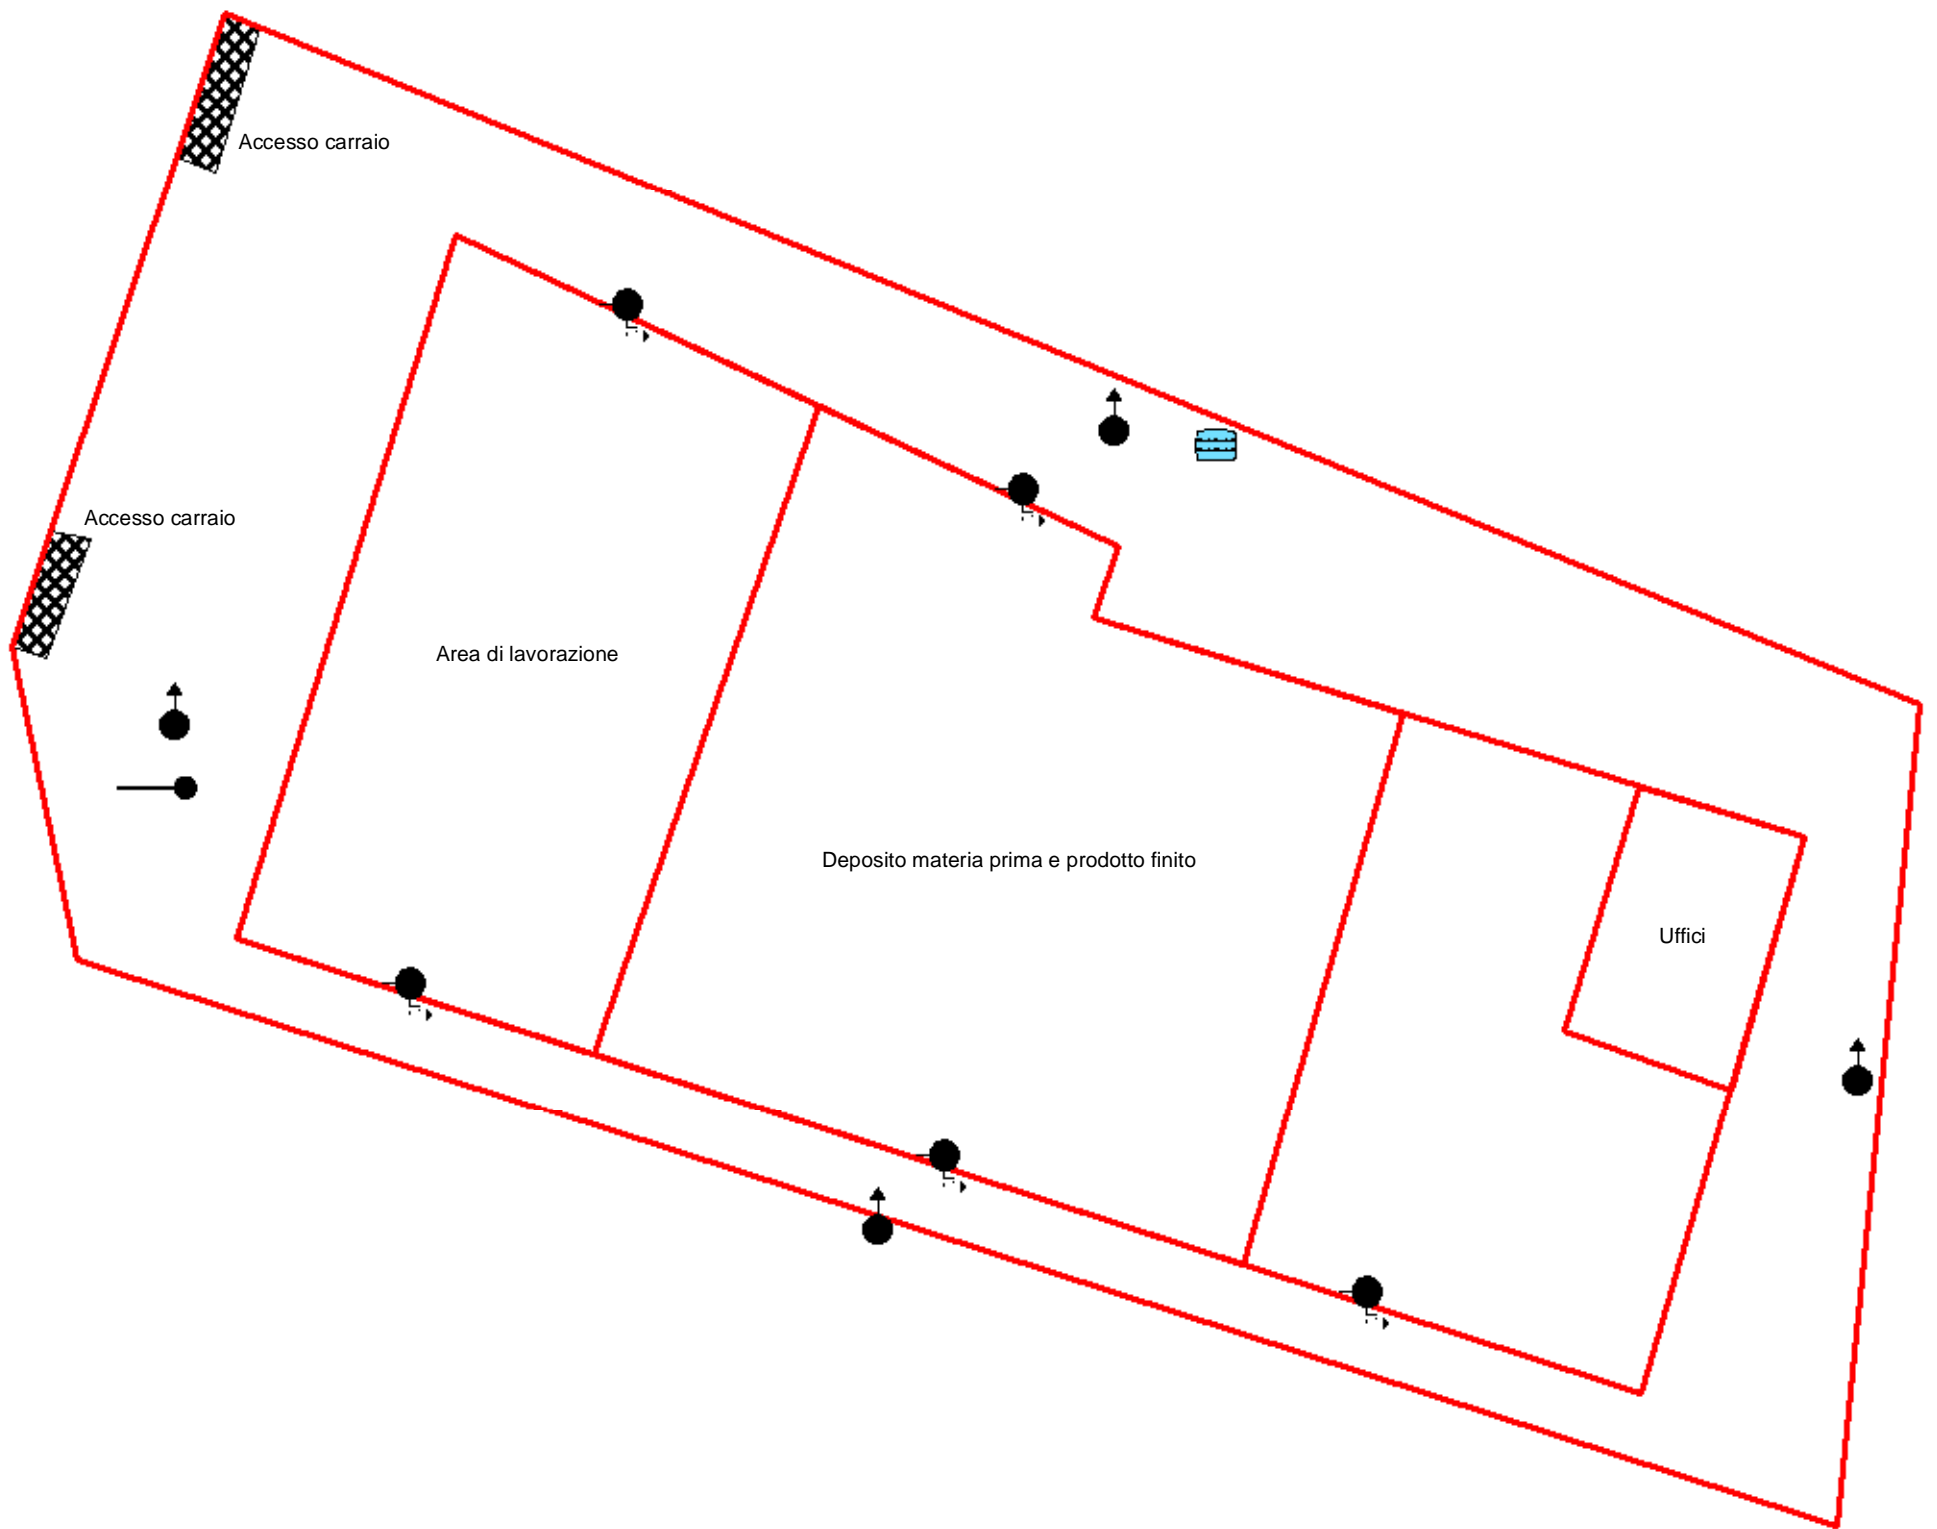 Accesso carraio
Accesso carraio
Area di lavorazione
Deposito materia prima e prodotto finito
Uffici